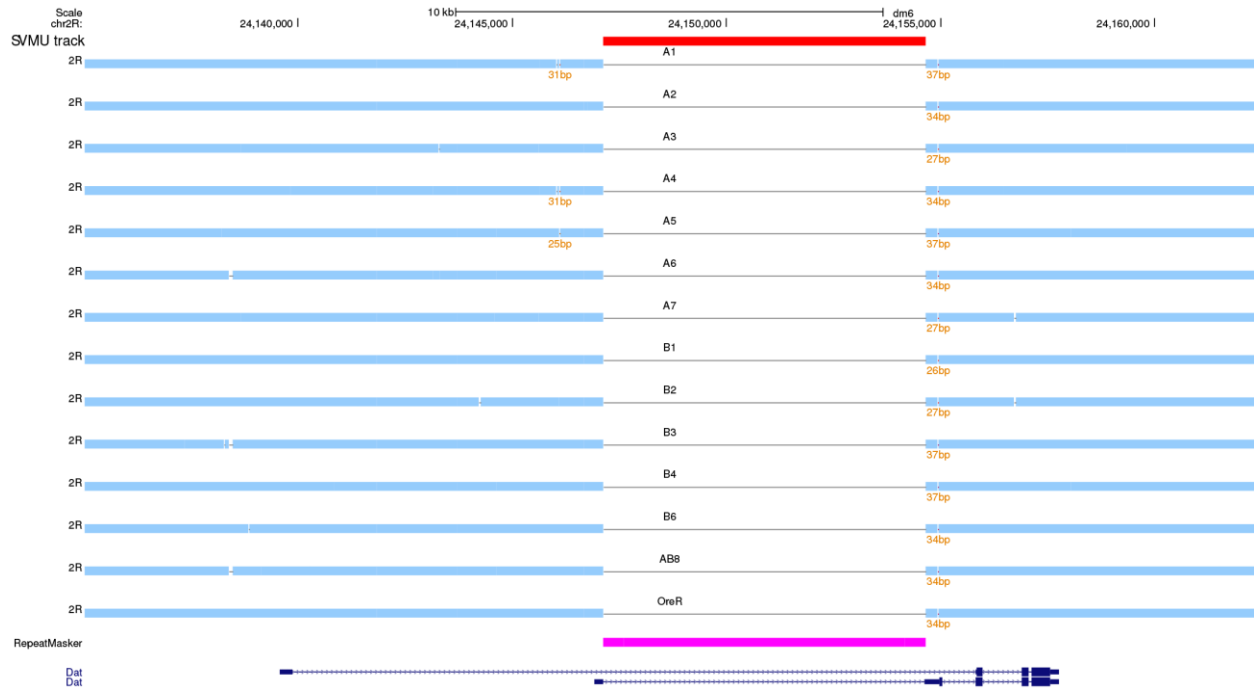 Scale 10 kb dm6
chr2R: 24,140,000 24,145,000 24,150,000 24,155,000 24,160,000
SVMU track
A1
2R
31bp 37bp
A2
2R
34bp
A3
2R
27bp
A4
2R
31bp 34bp
A5
2R
25bp 37bp
A6
2R
34bp
A7
2R
27bp
B1
2R
26bp
B2
2R
27bp
B3
2R
37bp
B4
2R
37bp
B6
2R
34bp
AB8
2R
34bp
OreR
2R
34bp
RepeatMasker
Dat
Dat